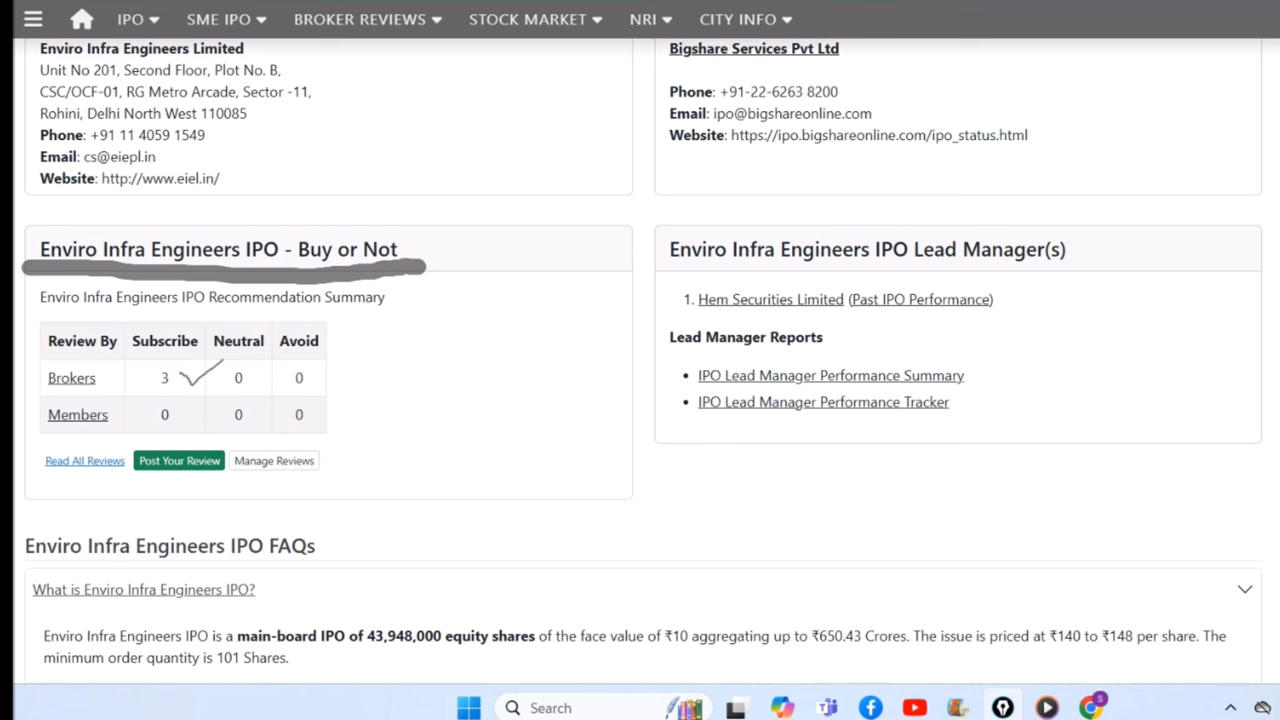 IPO SME IPO BROKER REVIEWS STOCK MARKET NRI CITY INFO
Enviro Infra Engineers Limited
Unit No 201, Second Floor, Plot No. B,
CSC/OCF-01, RG Metro Arcade, Sector -11,
Rohini, Delhi North West 110085
Phone: +91 11 4059 1549
Email: cs@eiepl.in
Website: http://www.eiel.in/
Bigshare Services Pvt Ltd
Phone: +91-22-6263 8200
Email: ipo@bigshareonline.com
Website: https://ipo.bigshareonline.com/ipo_status.html
Enviro Infra Engineers IPO - Buy or Not
Enviro Infra Engineers IPO Recommendation Summary
Review By Subscribe Neutral Avoid
Brokers 3 0 0
Members 0 0 0
Read All Reviews Post Your Review Manage Reviews
Enviro Infra Engineers IPO Lead Manager(s)
1. Hem Securities Limited (Past IPO Performance)
Lead Manager Reports
• IPO Lead Manager Performance Summary
• IPO Lead Manager Performance Tracker
Enviro Infra Engineers IPO FAQs
What is Enviro Infra Engineers IPO?
Enviro Infra Engineers IPO is a main-board IPO of 43,948,000 equity shares of the face value of ₹10 aggregating up to ₹650.43 Crores. The issue is priced at ₹140 to ₹148 per share. The
minimum order quantity is 101 Shares.
Search
S